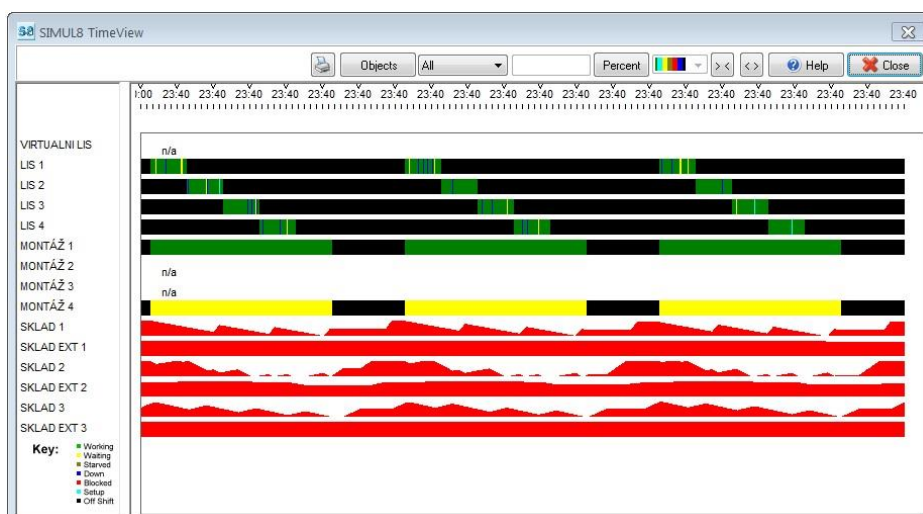 S8 SIMUL8 TimeView
Objects All Percent > < < > Help Close
):00 23:40 23:40 23:40 23:40 23:40 23:40 23:40 23:40 23:40 23:40 23:40 23:40 23:40 23:40 23:40 23:40 23:40 23:40 23:40 23:40 23:40
VIRTUALNI LIS n/a
LIS 1
LIS 2
LIS 3
LIS 4
MONTÁŽ 1
MONTÁŽ 2 n/a
MONTÁŽ 3 n/a
MONTÁŽ 4
SKLAD 1
SKLAD EXT 1
SKLAD 2
SKLAD EXT 2
SKLAD 3
SKLAD EXT 3
Key: Working
Waiting
Starved
Down
Blocked
Setup
Off Shift